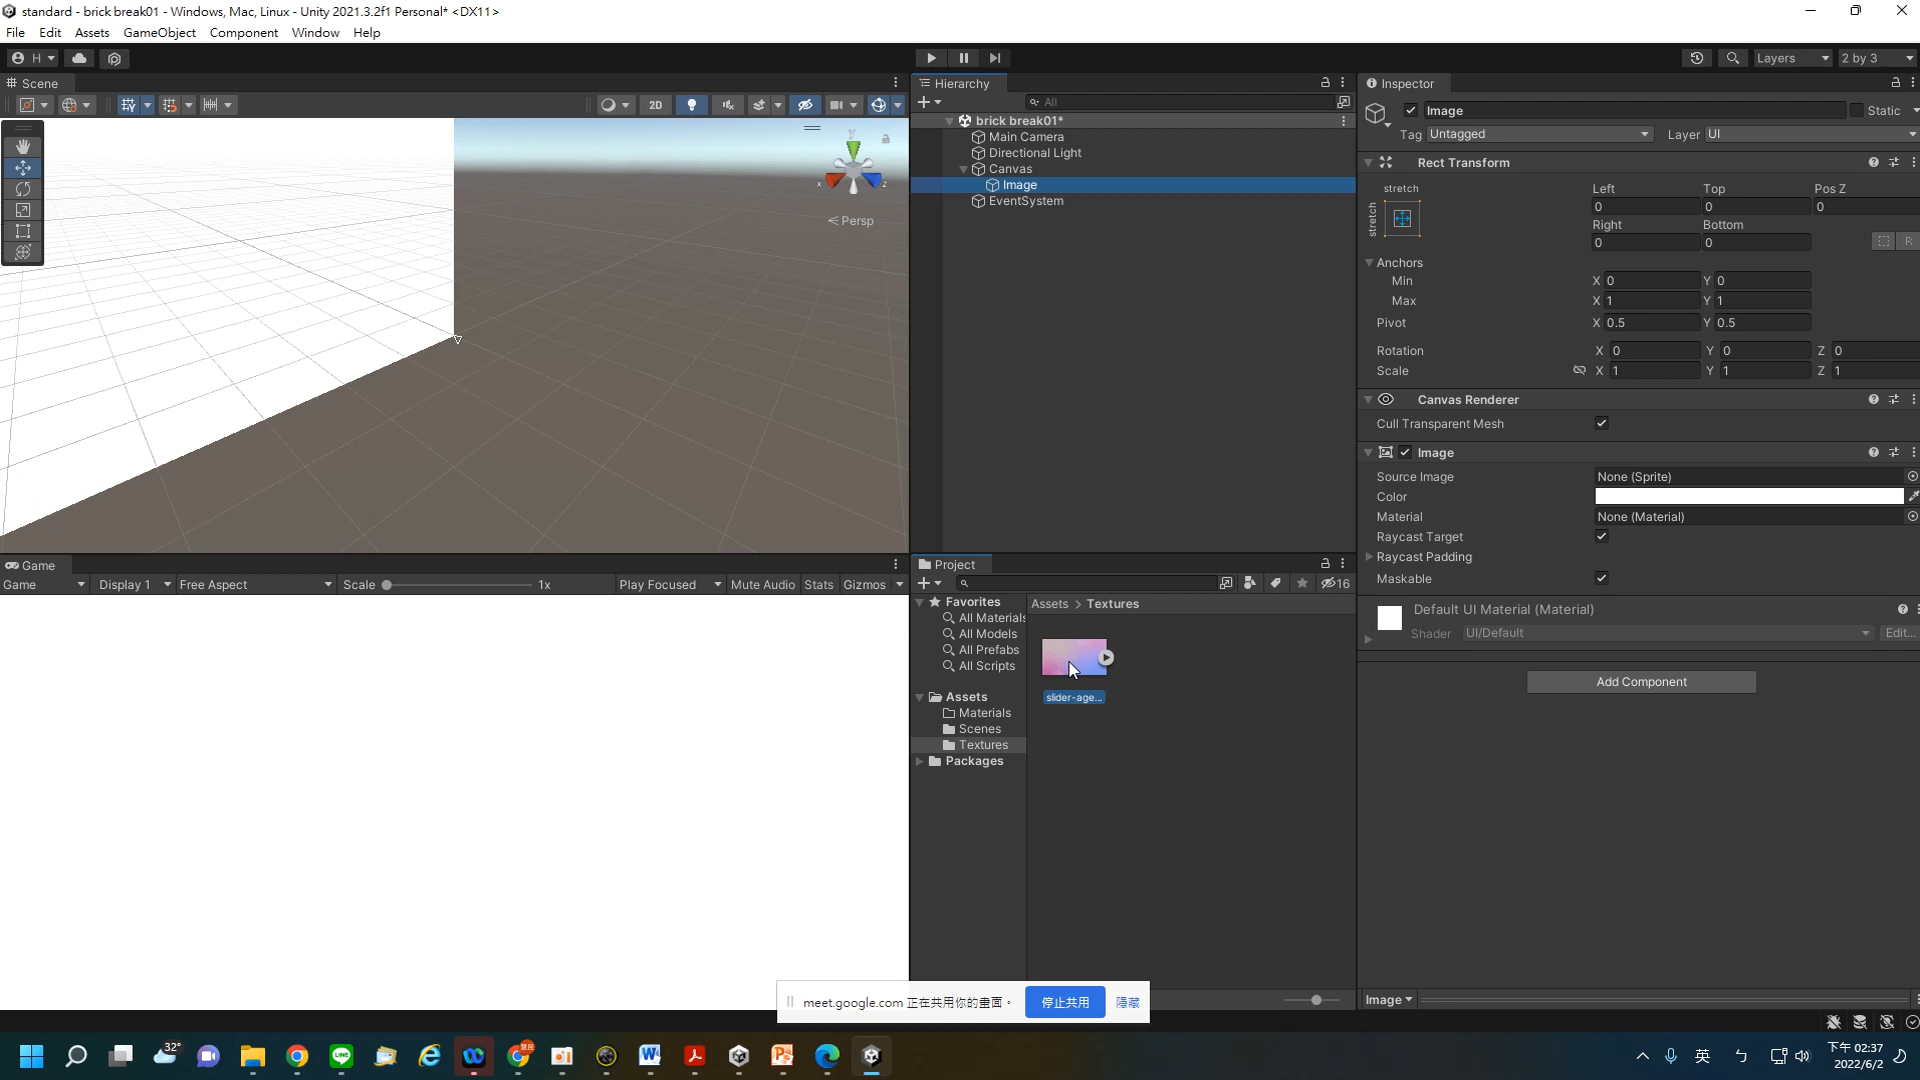 standard - brick break01 - Windows, Mac, Linux - Unity 2021.3.2f1 Personal* <DX11>
File Edit Assets GameObject Component Window Help
H
Layers
2 by 3
Scene
2D
y
x
z
Persp
Hierarchy
All
brick break01*
Main Camera
Directional Light
Canvas
Image
EventSystem
Inspector
Image
Static
Tag Untagged
Layer UI
Rect Transform
stretch
stretch
Left Top Pos Z
0 0 0
Right Bottom
0 0
R
Anchors
Min X 0 Y 0
Max X 1 Y 1
Pivot X 0.5 Y 0.5
Rotation X 0 Y 0 Z 0
Scale X 1 Y 1 Z 1
Canvas Renderer
Cull Transparent Mesh
Image
Source Image None (Sprite)
Color
Material None (Material)
Raycast Target
Raycast Padding
Maskable
Default UI Material (Material)
Shader UI/Default Edit...
Add Component
Image
Game
Game Display 1 Free Aspect Scale 1x Play Focused Mute Audio Stats Gizmos
Project
16
Favorites
All Materials
All Models
All Prefabs
All Scripts
Assets
Materials
Scenes
Textures
Packages
Assets > Textures
slider-age...
meet.google.com 正在共用你的畫面。
停止共用
隱藏
32°
英
下午 02:37
2022/6/2